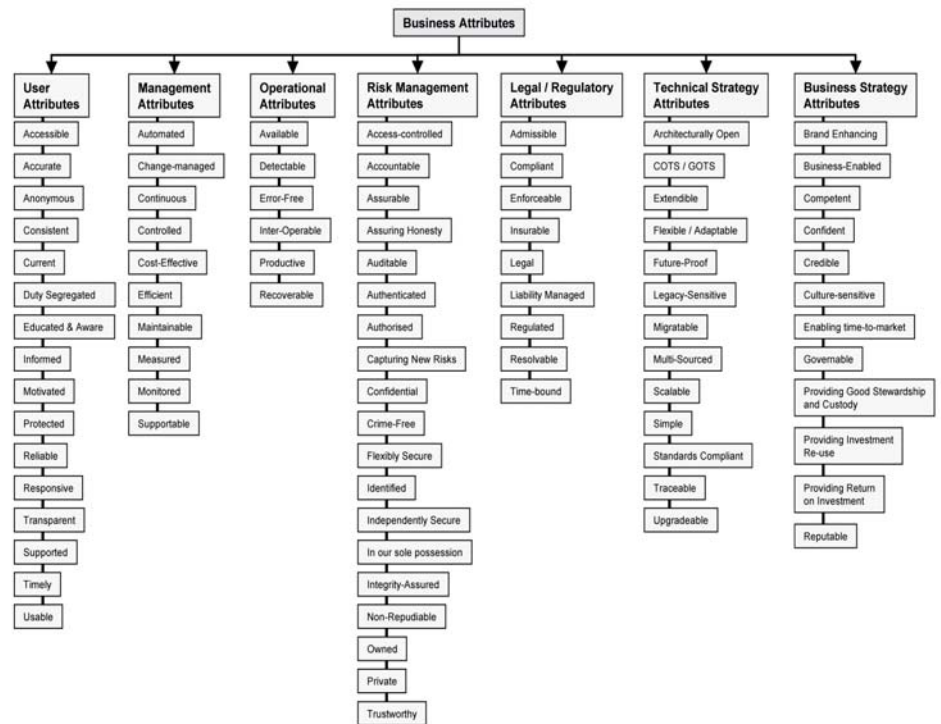 Business Attributes
User
Attributes
Accessible
Accurate
Anonymous
Consistent
Current
Duty Segregated
Educated & Aware
Informed
Motivated
Protected
Reliable
Responsive
Transparent
Supported
Timely
Usable
Management
Attributes
Automated
Change-managed
Continuous
Controlled
Cost-Effective
Efficient
Maintainable
Measured
Monitored
Supportable
Operational
Attributes
Available
Detectable
Error-Free
Inter-Operable
Productive
Recoverable
Risk Management
Attributes
Access-controlled
Accountable
Assurable
Assuring Honesty
Auditable
Authenticated
Authorised
Capturing New Risks
Confidential
Crime-Free
Flexibly Secure
Identified
Independently Secure
In our sole possession
Integrity-Assured
Non-Repudiable
Owned
Private
Trustworthy
Legal / Regulatory
Attributes
Admissible
Compliant
Enforceable
Insurable
Legal
Liability Managed
Regulated
Resolvable
Time-bound
Technical Strategy
Attributes
Architecturally Open
COTS / GOTS
Extendible
Flexible / Adaptable
Future-Proof
Legacy-Sensitive
Migratable
Multi-Sourced
Scalable
Simple
Standards Compliant
Traceable
Upgradeable
Business Strategy
Attributes
Brand Enhancing
Business-Enabled
Competent
Confident
Credible
Culture-sensitive
Enabling time-to-market
Governable
Providing Good Stewardship
and Custody
Providing Investment
Re-use
Providing Return
on Investment
Reputable